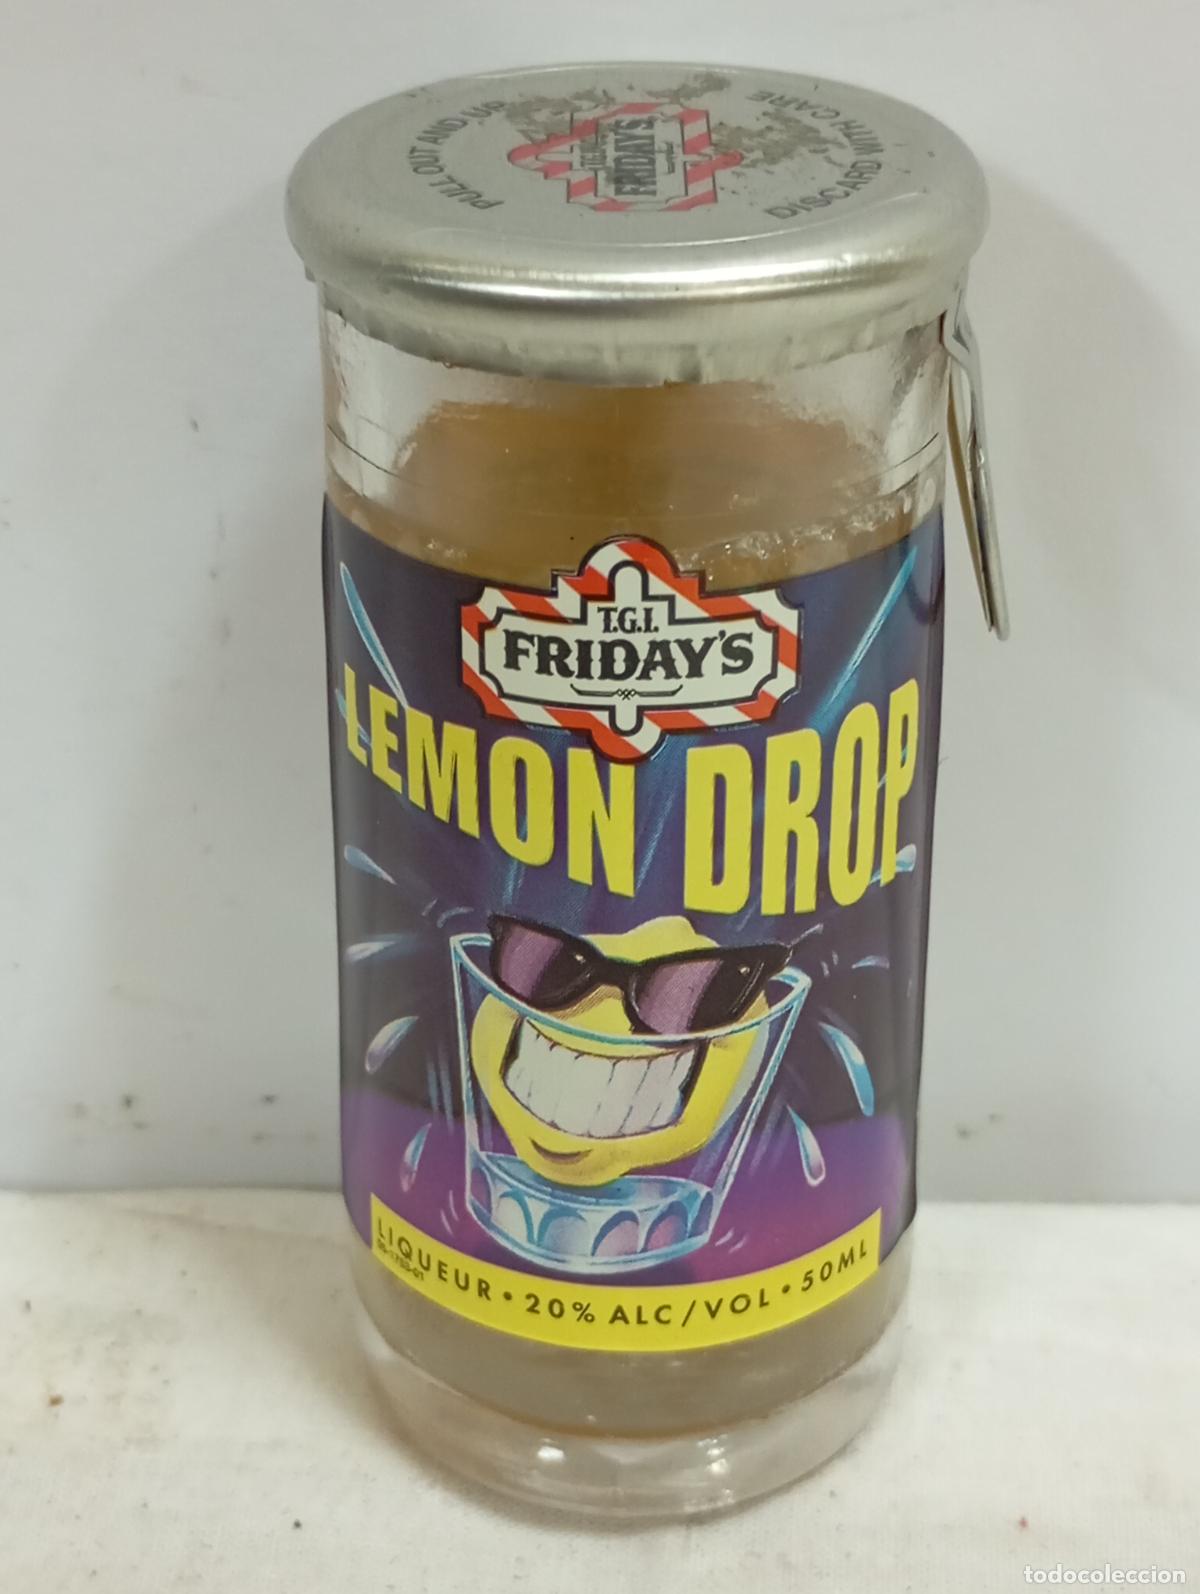 PULL OUT AND UP
DISCARD WITH CARE
T.G.I.
FRIDAY'S
T.G.I.
FRIDAY'S
LEMON DROP
LIQUEUR • 20% ALC/VOL • 50ML
todocoleccion